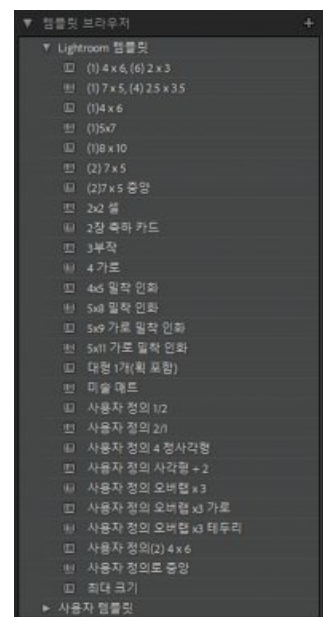 ▼ 템플릿 브라우저 +
▼ Lightroom 템플릿
(1) 4 x 6, (6) 2 x 3
(1) 7 x 5, (4) 2.5 x 3.5
(1)4 x 6
(1)5x7
(1)8 x 10
(2) 7 x 5
(2)7 x 5 중앙
2x2 셀
2장 축하 카드
3부작
4 가로
4x5 밀착 인화
5x8 밀착 인화
5x9 가로 밀착 인화
5x11 가로 밀착 인화
대형 1개(획 포함)
미술 매트
사용자 정의 1/2
사용자 정의 2/1
사용자 정의 4 정사각형
사용자 정의 사각형 + 2
사용자 정의 오버랩 x 3
사용자 정의 오버랩 x3 가로
사용자 정의 오버랩 x3 테두리
사용자 정의(2) 4 x 6
사용자 정의로 중앙
최대 크기
▶ 사용자 템플릿